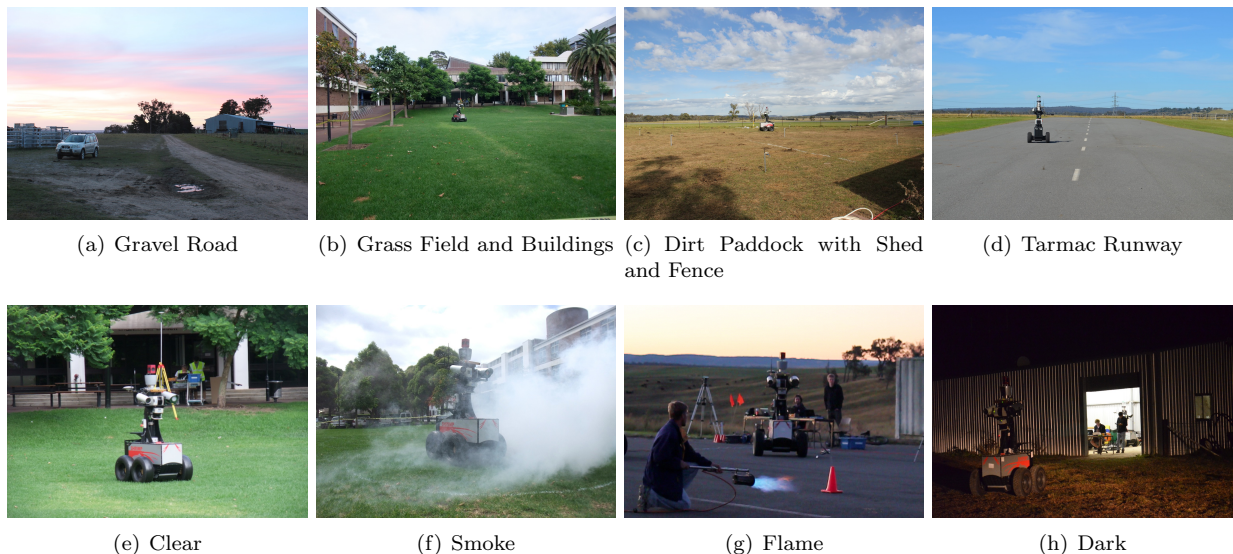 (a) Gravel Road
(b) Grass Field and Buildings
(c) Dirt Paddock with Shed
and Fence
(d) Tarmac Runway
(e) Clear
(f) Smoke
(g) Flame
(h) Dark